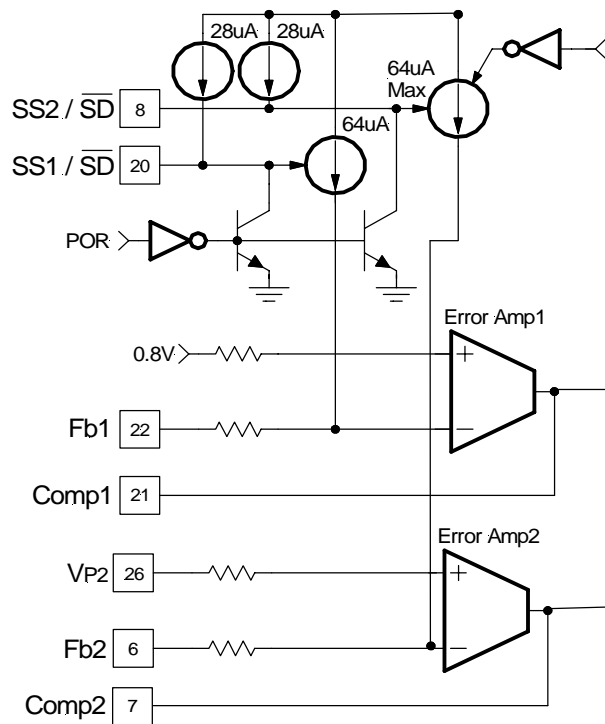 28uA 28uA
64uA
Max
SS2 / SD 8
64uA
SS1 / SD 20
POR
Error Amp1
0.8V
+
Fb1 22
−
Comp1 21
Error Amp2
VP2 26
+
Fb2 6
−
Comp2 7